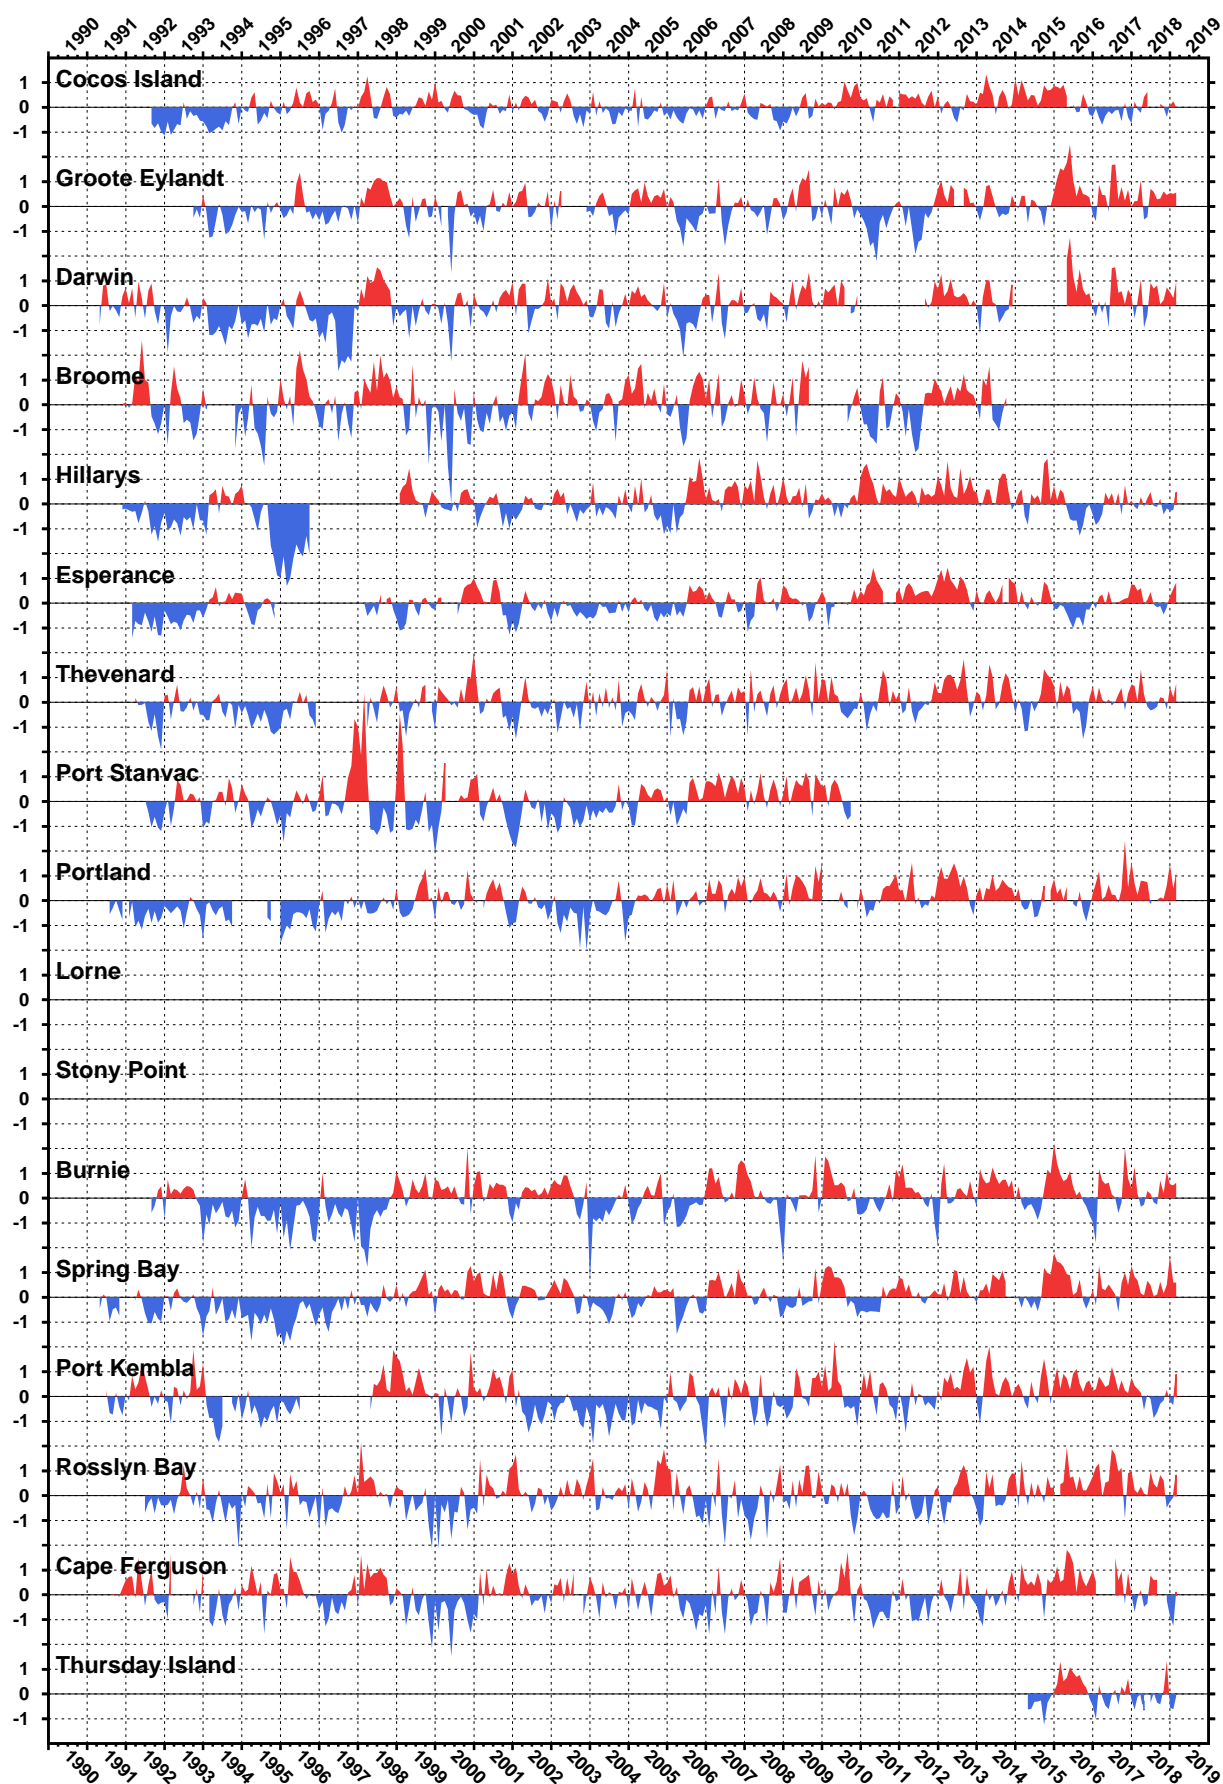 1990 1991 1992 1993 1994 1995 1996 1997 1998 1999 2000 2001 2002 2003 2004 2005 2006 2007 2008 2009 2010 2011 2012 2013 2014 2015 2016 2017 2018 2019
Cocos Island
1
0
-1
Groote Eylandt
1
0
-1
Darwin
1
0
-1
Broome
1
0
-1
Hillarys
1
0
-1
Esperance
1
0
-1
Thevenard
1
0
-1
Port Stanvac
1
0
-1
Portland
1
0
-1
Lorne
1
0
-1
Stony Point
1
0
-1
Burnie
1
0
-1
Spring Bay
1
0
-1
Port Kembla
1
0
-1
Rosslyn Bay
1
0
-1
Cape Ferguson
1
0
-1
Thursday Island
1
0
-1
1990 1991 1992 1993 1994 1995 1996 1997 1998 1999 2000 2001 2002 2003 2004 2005 2006 2007 2008 2009 2010 2011 2012 2013 2014 2015 2016 2017 2018 2019